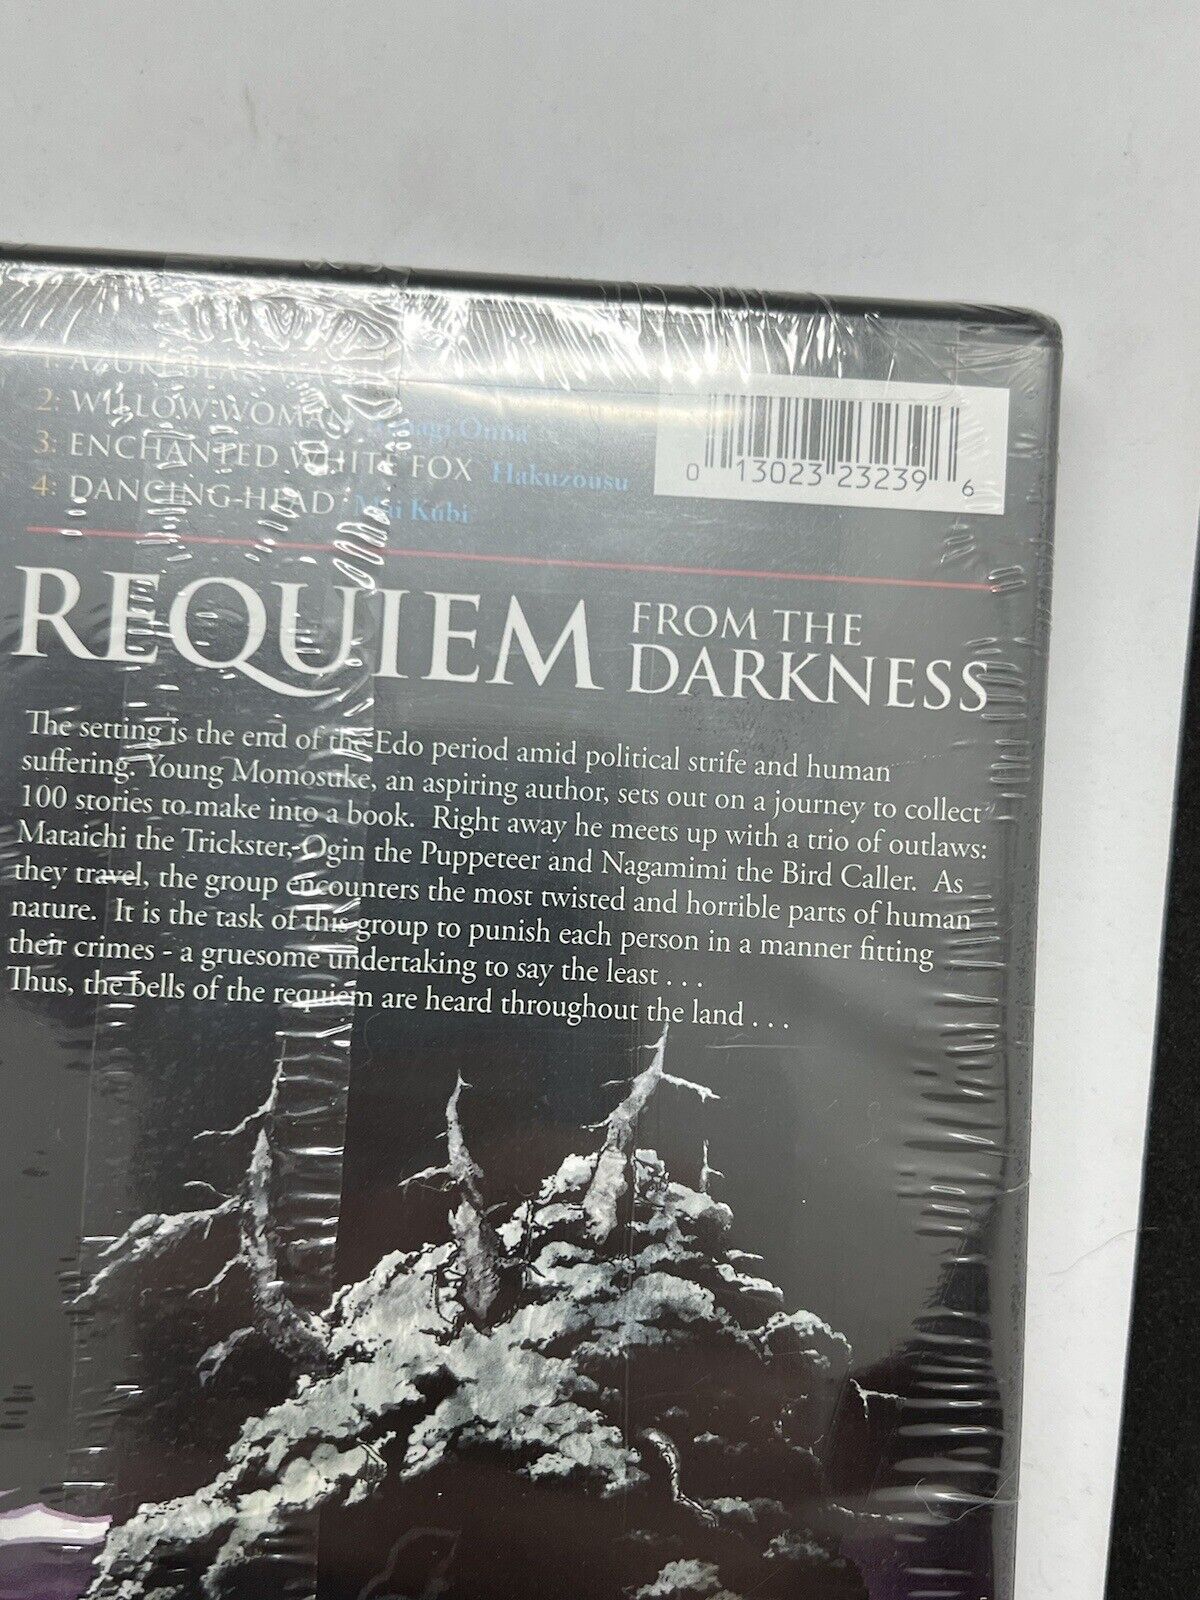 2: WILLOW WOMAN Yanagi Onna
3: ENCHANTED WHITE FOX Hakuzousu
4: DANCING HEAD Mai Kubi
0 13023 23239 6
REQUIEM FROM THE DARKNESS
The setting is the end of the Edo period amid political strife and human
suffering. Young Momosuke, an aspiring author, sets out on a journey to collect
100 stories to make into a book. Right away he meets up with a trio of outlaws:
Mataichi the Trickster, Ogin the Puppeteer and Nagamimi the Bird Caller. As
they travel, the group encounters the most twisted and horrible parts of human
nature. It is the task of this group to punish each person in a manner fitting
their crimes - a gruesome undertaking to say the least . . .
Thus, the bells of the requiem are heard throughout the land . . .